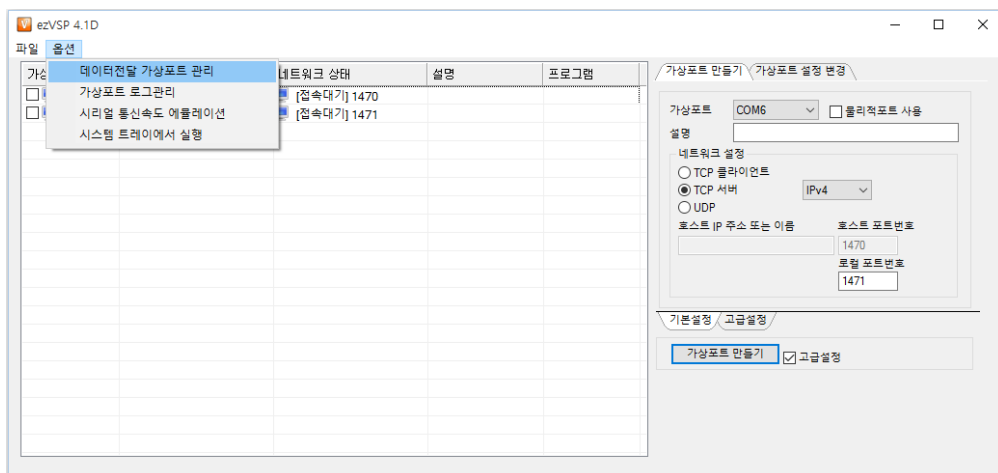 ezVSP 4.1D
파일 옵션
데이터전달 가상포트 관리
가상포트 로그관리
시리얼 통신속도 에뮬레이션
시스템 트레이에서 실행
네트워크 상태 설명 프로그램
[접속대기] 1470
[접속대기] 1471
가상포트 만들기 가상포트 설정 변경
가상포트 COM6 물리적포트 사용
설명
네트워크 설정
TCP 클라이언트
TCP 서버 IPv4
UDP
호스트 IP 주소 또는 이름 호스트 포트번호
1470
로컬 포트번호
1471
기본설정 고급설정
가상포트 만들기 고급설정